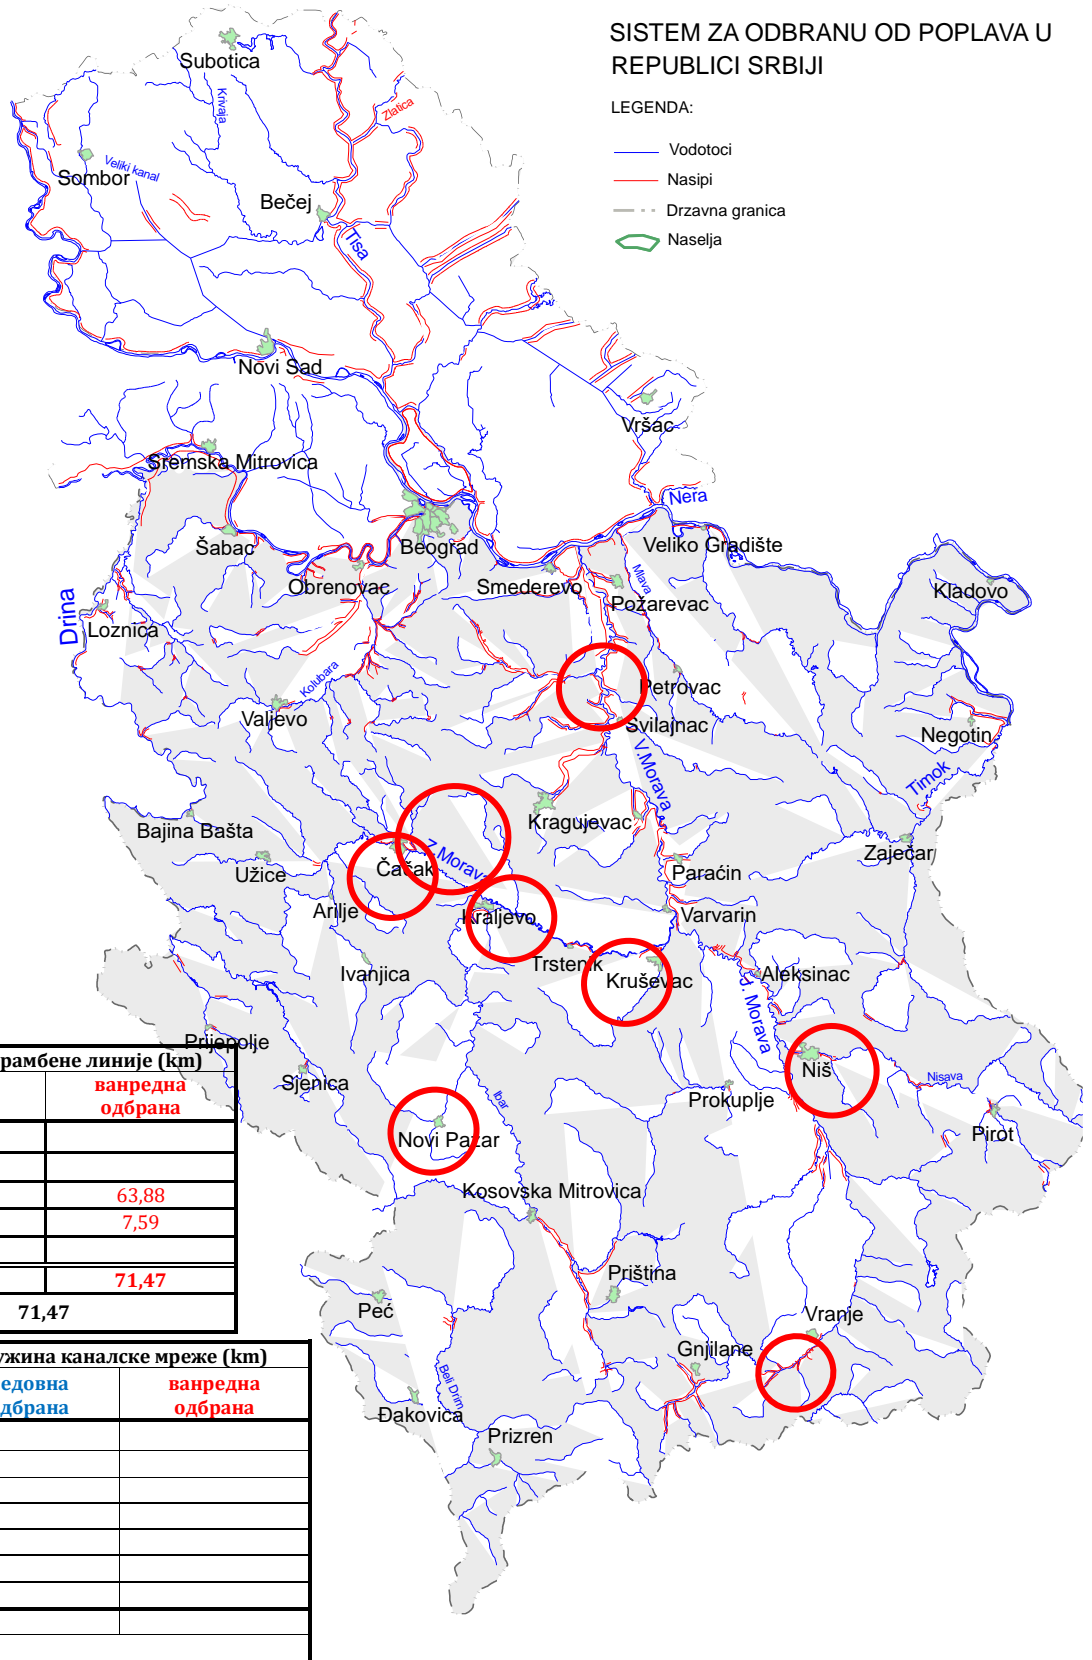 SISTEM ZA ODBRANU OD POPLAVA U
REPUBLICI SRBIJI
LEGENDA:
Vodotoci
Nasipi
Drzavna granica
Naselja
Subotica
Krivaja
Zlatica
Sombor
Veliki kanal
Bečej
Tisa
Novi Sad
Vršac
Sremska Mitrovica
Nera
Šabac
Beograd
Veliko Gradište
Obrenovac
Smederevo
Mlava
Požarevac
Kladovo
Drina
Loznica
Kolubara
Petrovac
Valjevo
Svilajnac
Negotin
V.Morava
Timok
Bajina Bašta
Kragujevac
Zaječar
Z.Morava
Užice
Čačak
Paraćin
Arilje
Kraljevo
Varvarin
Ivanjica
Trstenik
Kruševac
Aleksinac
J. Morava
Prijepolje
Sjenica
Ibar
Niš
Nisava
Prokuplje
Pirot
Novi Pazar
Kosovska Mitrovica
Priština
Peć
Vranje
Gnjilane
Beli Drim
Đakovica
Prizren
рамбене линије (km)
ванредна
одбрана
63,88
7,59
71,47
71,47
ужина каналске мреже (km)
едовна
ванредна
дбрана
одбрана